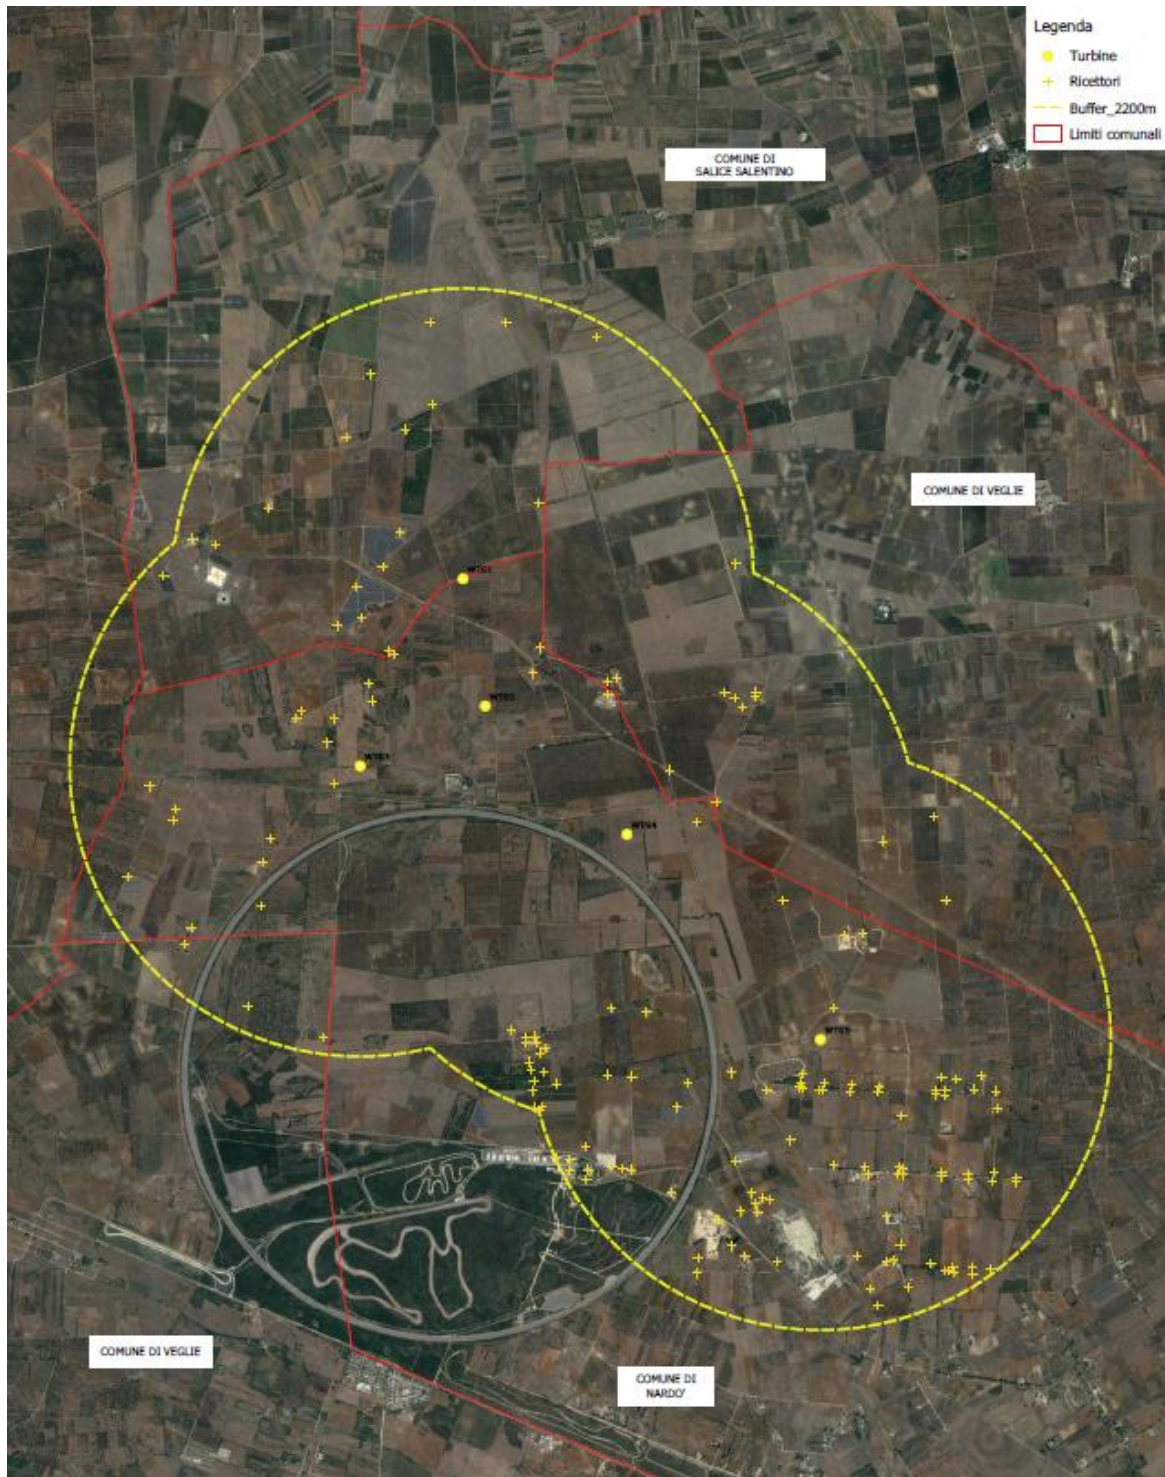 Legenda
Turbine
Ricettori
Buffer_2200m
Limiti comunali
COMUNE DI
SALICE SALENTINO
COMUNE DI VEGLIE
WTG4
COMUNE DI VEGLIE
COMUNE DI
NARDO'